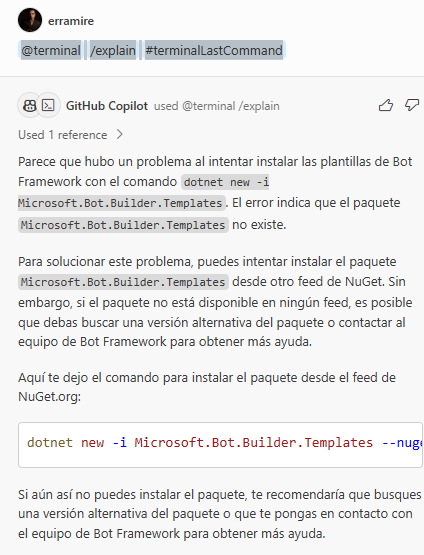 erramire
@terminal /explain #terminalLastCommand
GitHub Copilot used @terminal /explain
Used 1 reference
Parece que hubo un problema al intentar instalar las plantillas de Bot
Framework con el comando dotnet new -i
Microsoft.Bot.Builder.Templates. El error indica que el paquete
Microsoft.Bot.Builder.Templates no existe.
Para solucionar este problema, puedes intentar instalar el paquete
Microsoft.Bot.Builder.Templates desde otro feed de NuGet. Sin
embargo, si el paquete no está disponible en ningún feed, es posible
que debas buscar una versión alternativa del paquete o contactar al
equipo de Bot Framework para obtener más ayuda.
Aquí te dejo el comando para instalar el paquete desde el feed de
NuGet.org:
dotnet new -i Microsoft.Bot.Builder.Templates --nuge
Si aún así no puedes instalar el paquete, te recomendaría que busques
una versión alternativa del paquete o que te pongas en contacto con
el equipo de Bot Framework para obtener más ayuda.